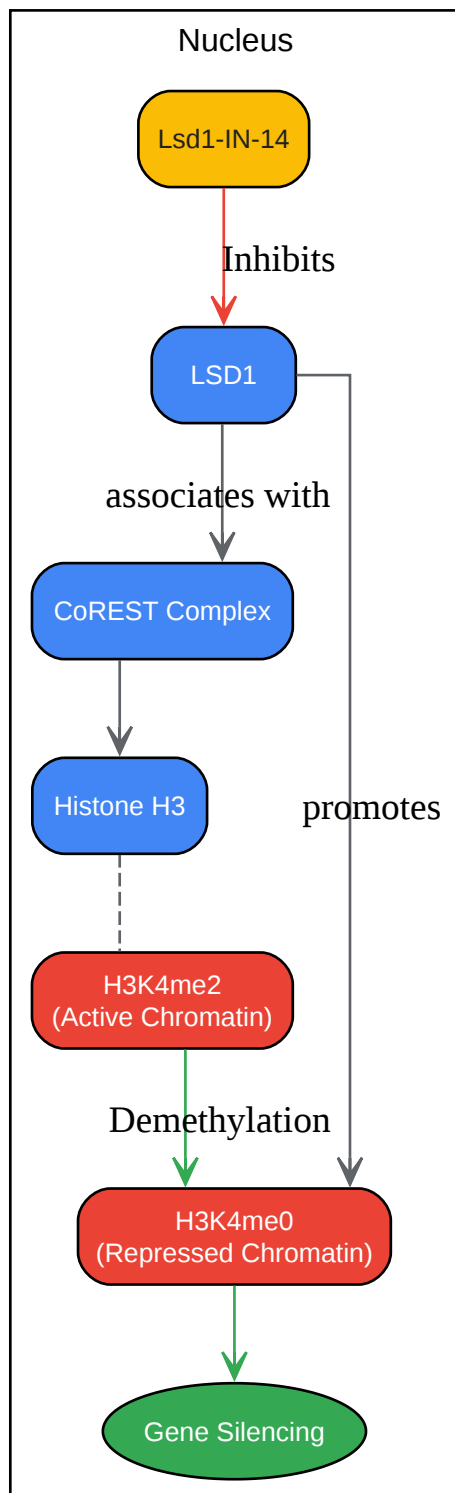 Nucleus
Lsd1-IN-14
Inhibits
LSD1
associates with
CoREST Complex
Histone H3
promotes
H3K4me2
(Active Chromatin)
Demethylation
H3K4me0
(Repressed Chromatin)
Gene Silencing